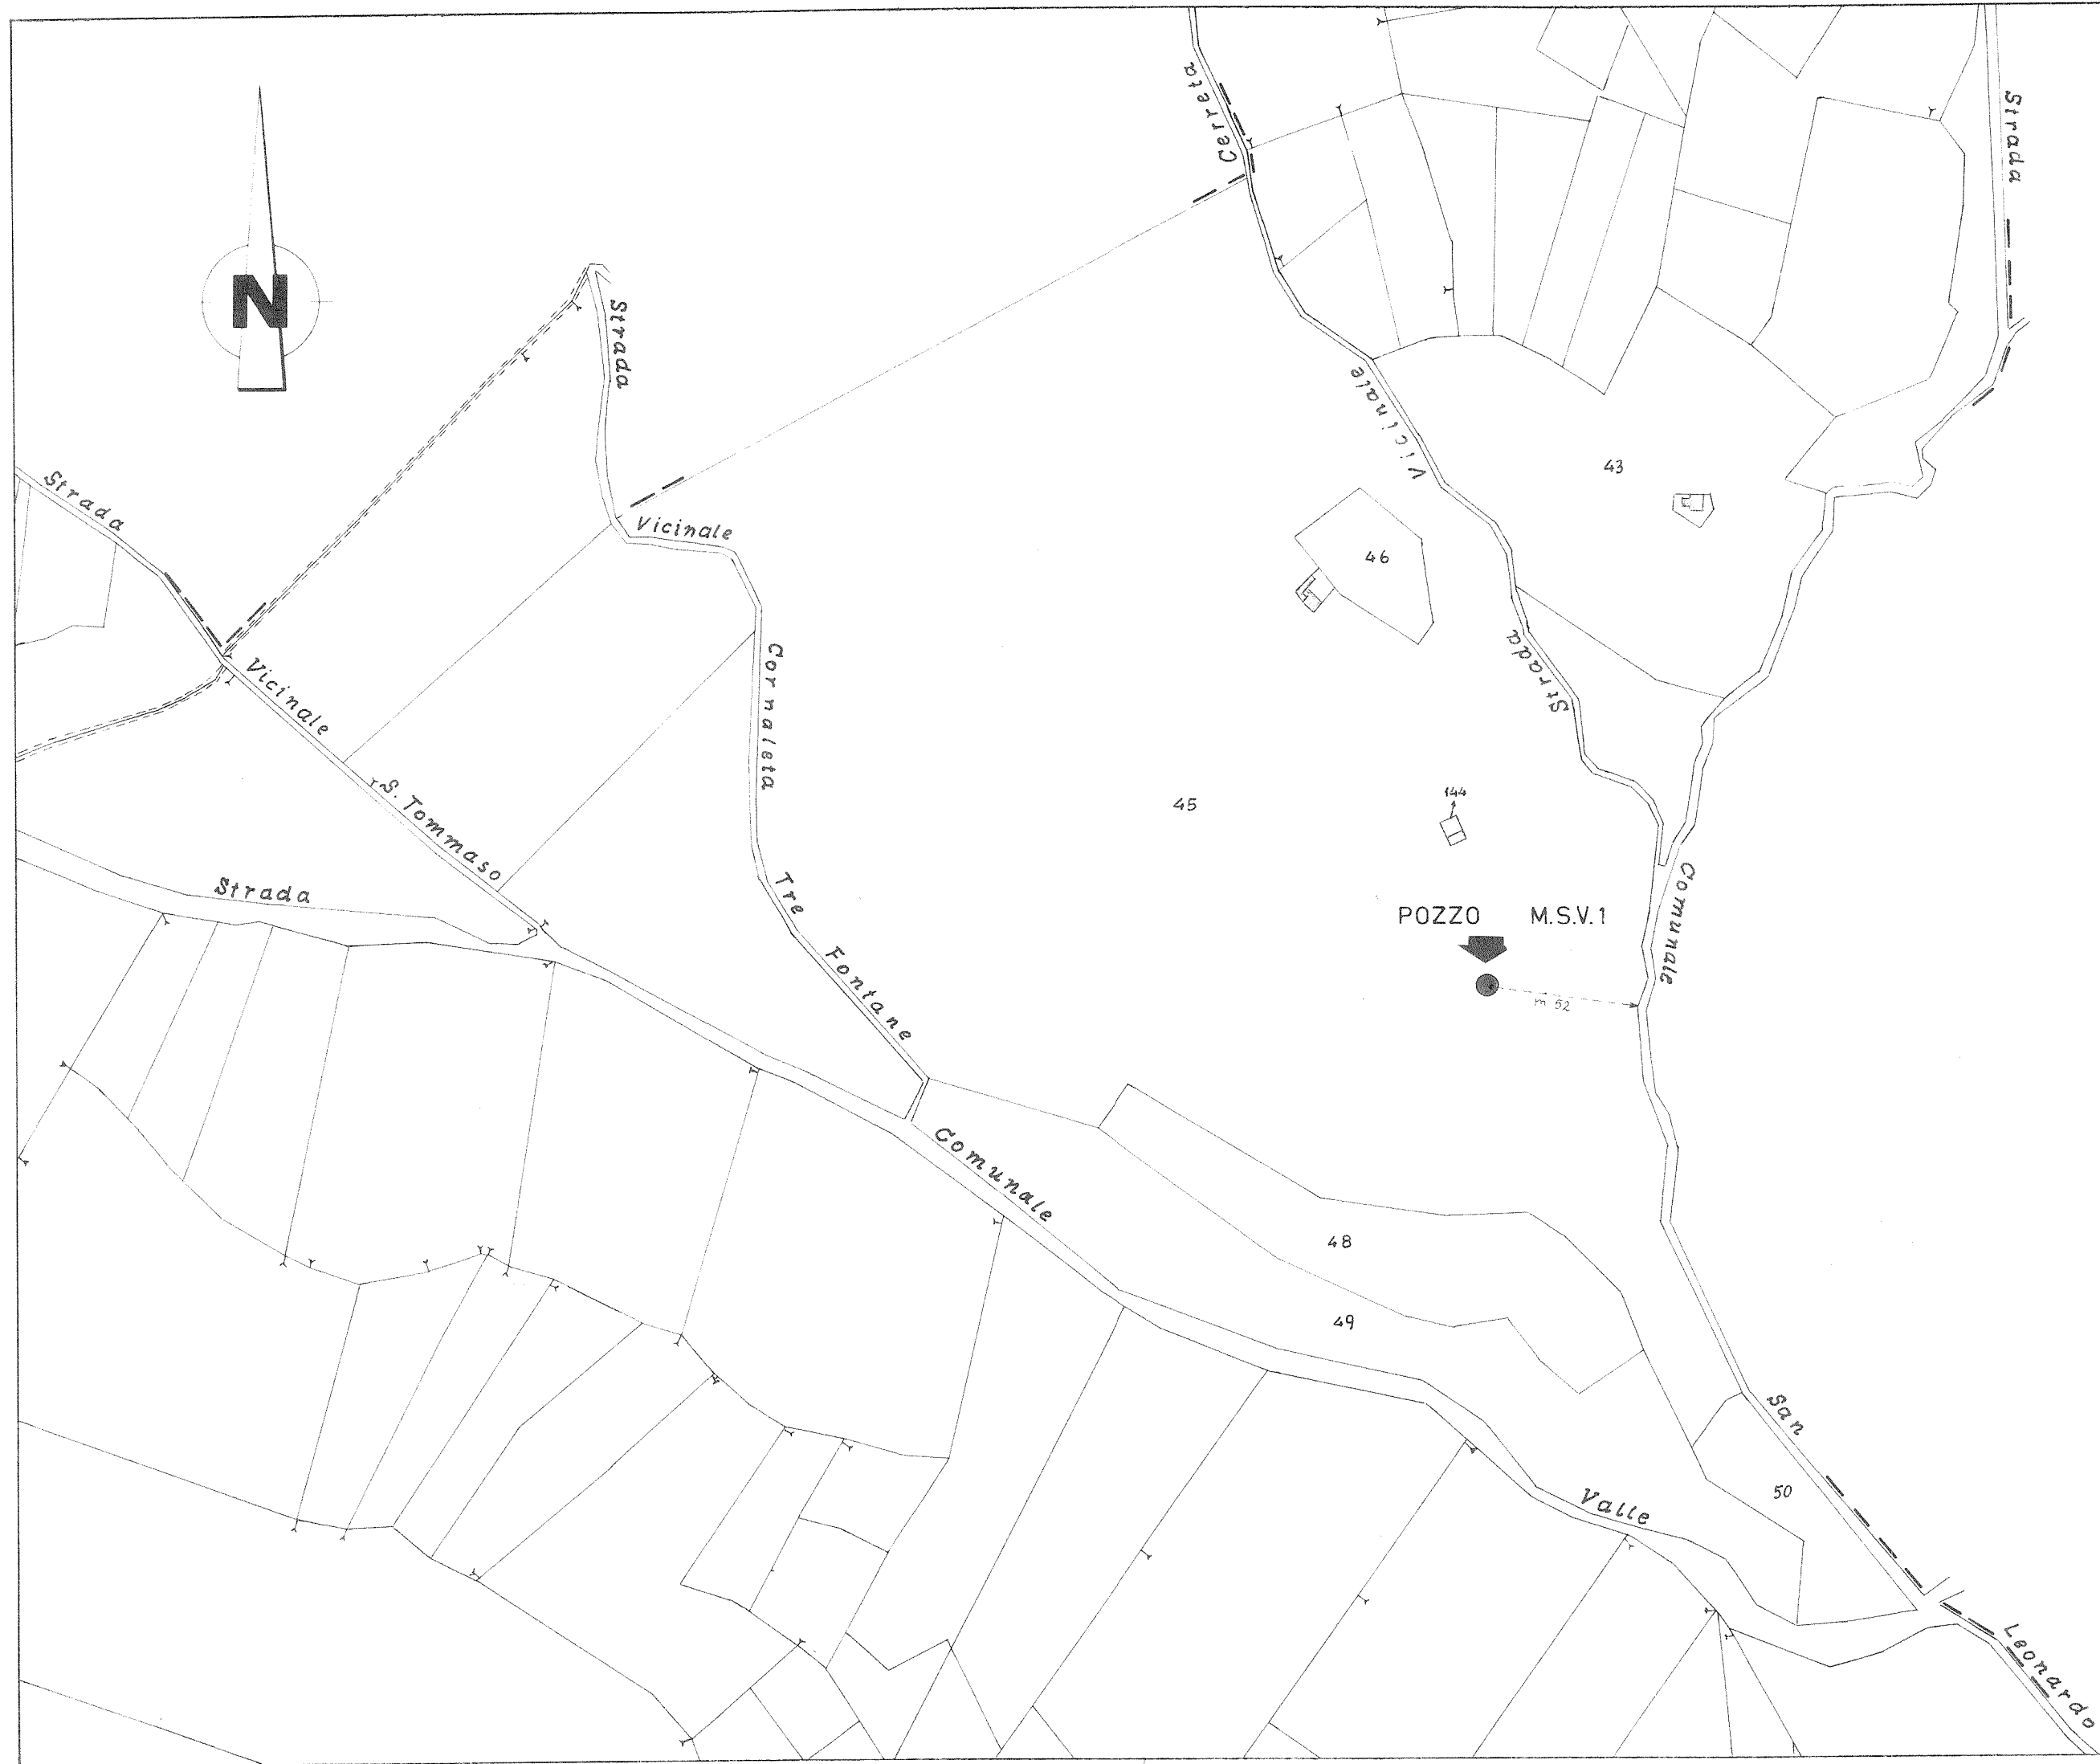 Cerreta
Strada
N
Strada
Vicinale
43
Strada
Vicinale
46
Strada
Vicinale
Cornaleta
S. Tommaso
45
144
Strada
Tre
POZZO M.S.V.1
Comunale
Fontane
m 52
Comunale
48
49
San
50
Valle
Leonardo